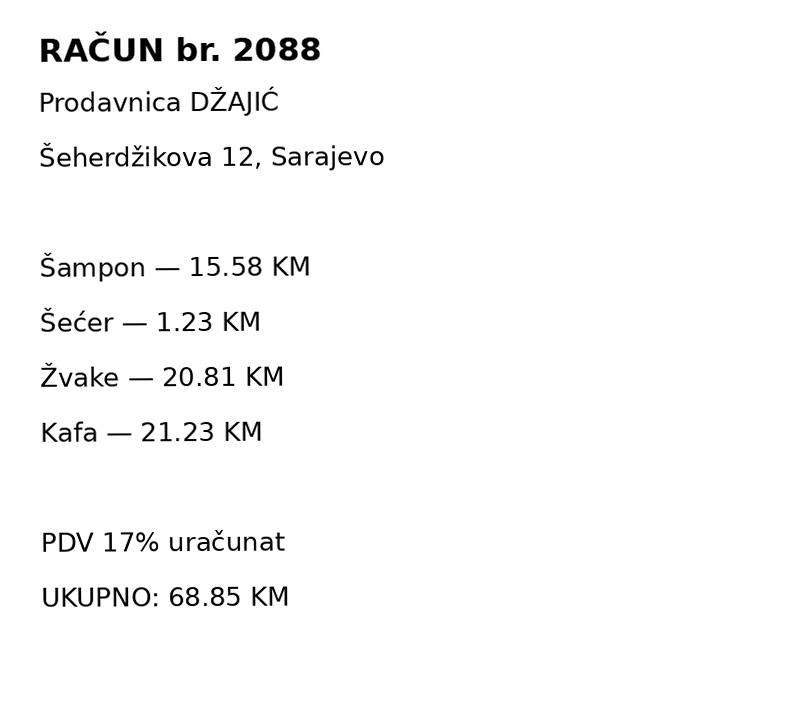 RAČUN br. 2088
Prodavnica DŽAJIĆ
Šeherdžikova 12, Sarajevo
Šampon — 15.58 KM
Šećer — 1.23 KM
Žvake — 20.81 KM
Kafa — 21.23 KM
PDV 17% uračunat
UKUPNO: 68.85 KM